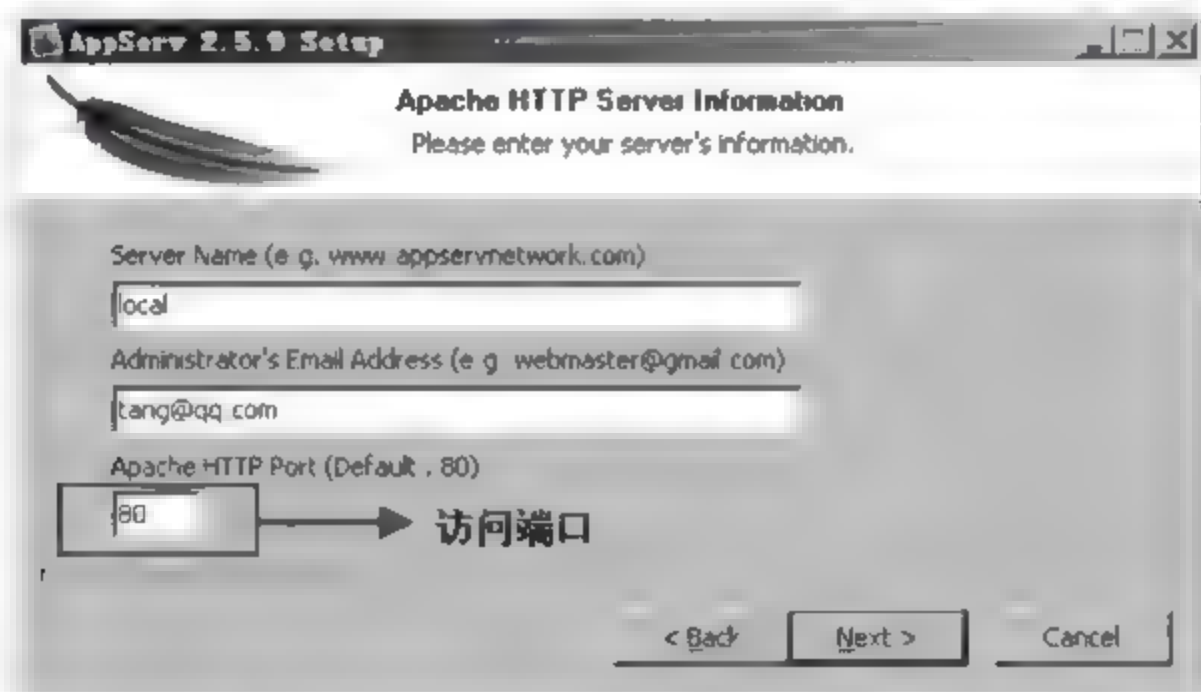 AppServ 2.5.9 Setup
Apache HTTP Server Information
Please enter your server's information.
Server Name (e g. www appservnetwork.com)
local
Administrator's Email Address (e g webmaster@gmail com)
tang@qq com
Apache HTTP Port (Default . 80)
80
访问端口
< Back
Next >
Cancel